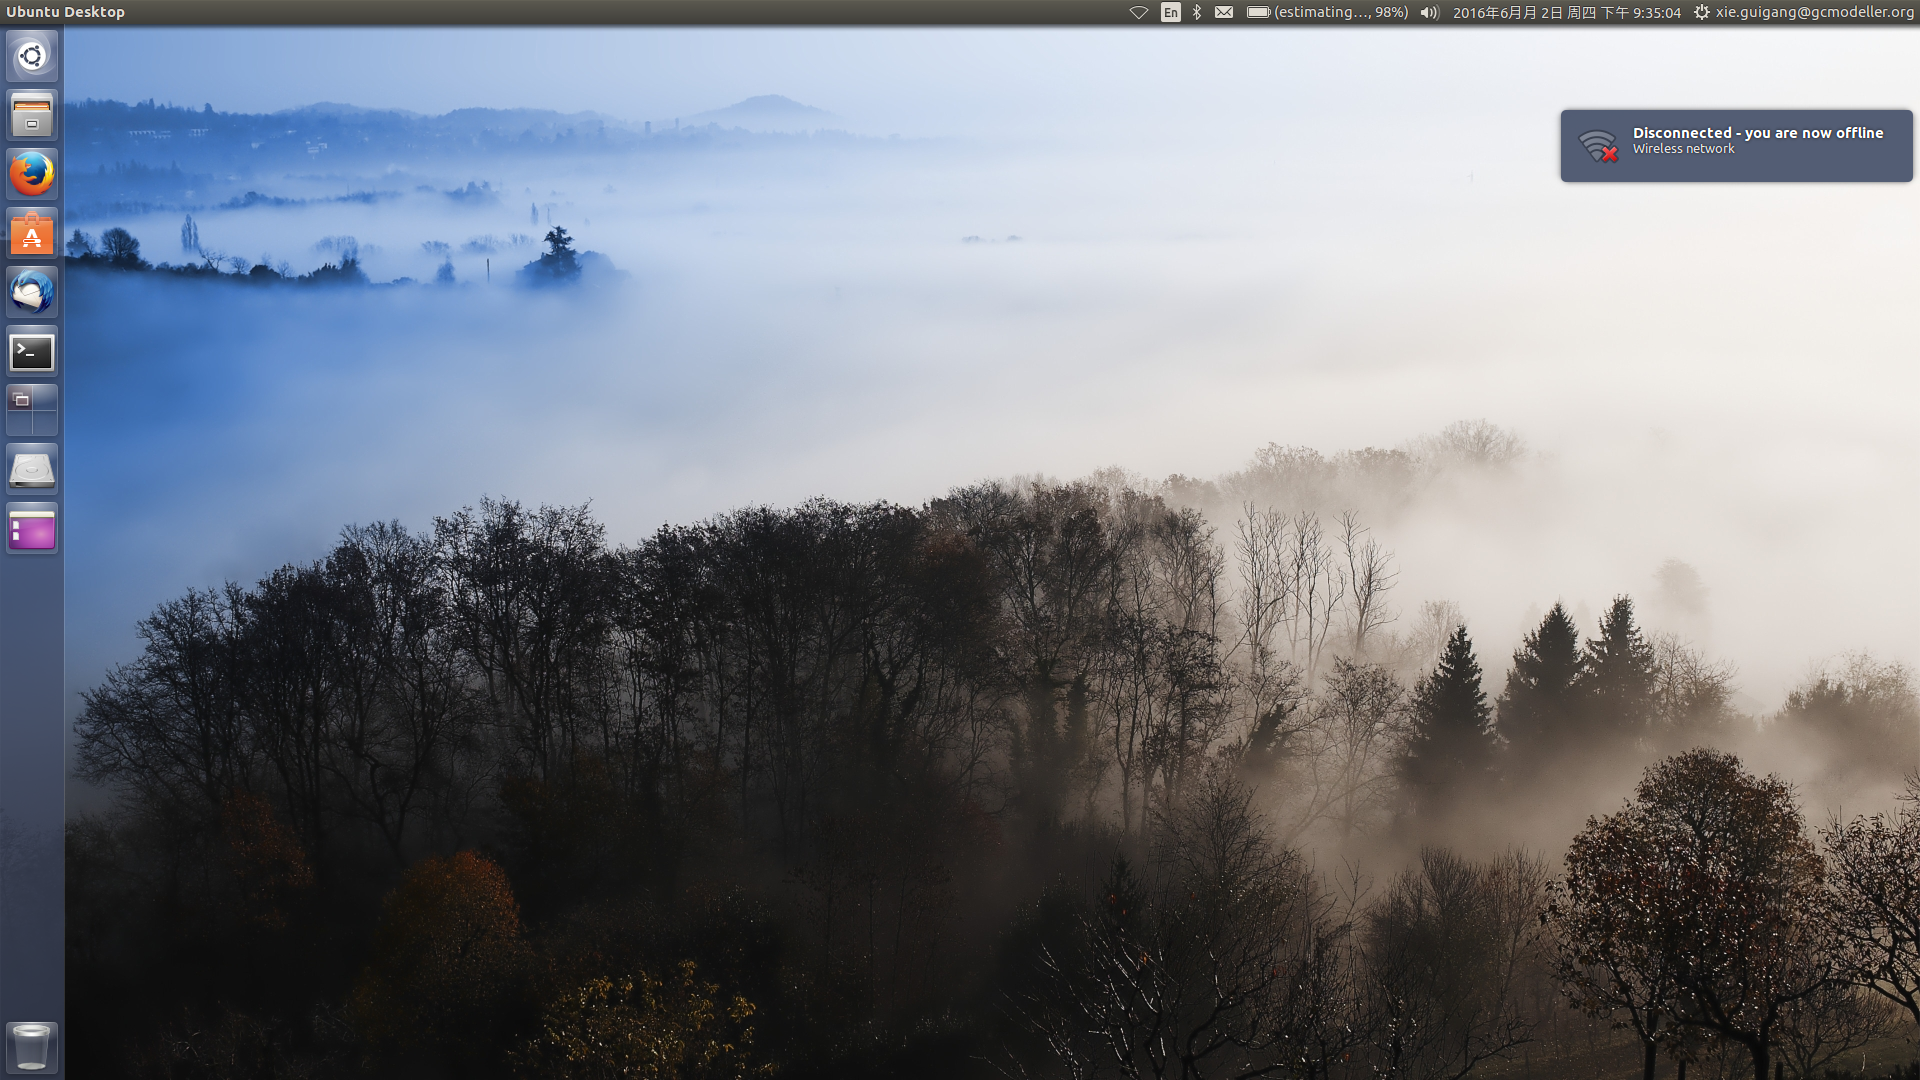 Ubuntu Desktop
En
(estimating..., 98%)
2016年6月月 2日 周四 下午 9:35:04
xie.guigang@gcmodeller.org
Disconnected - you are now offline
Wireless network